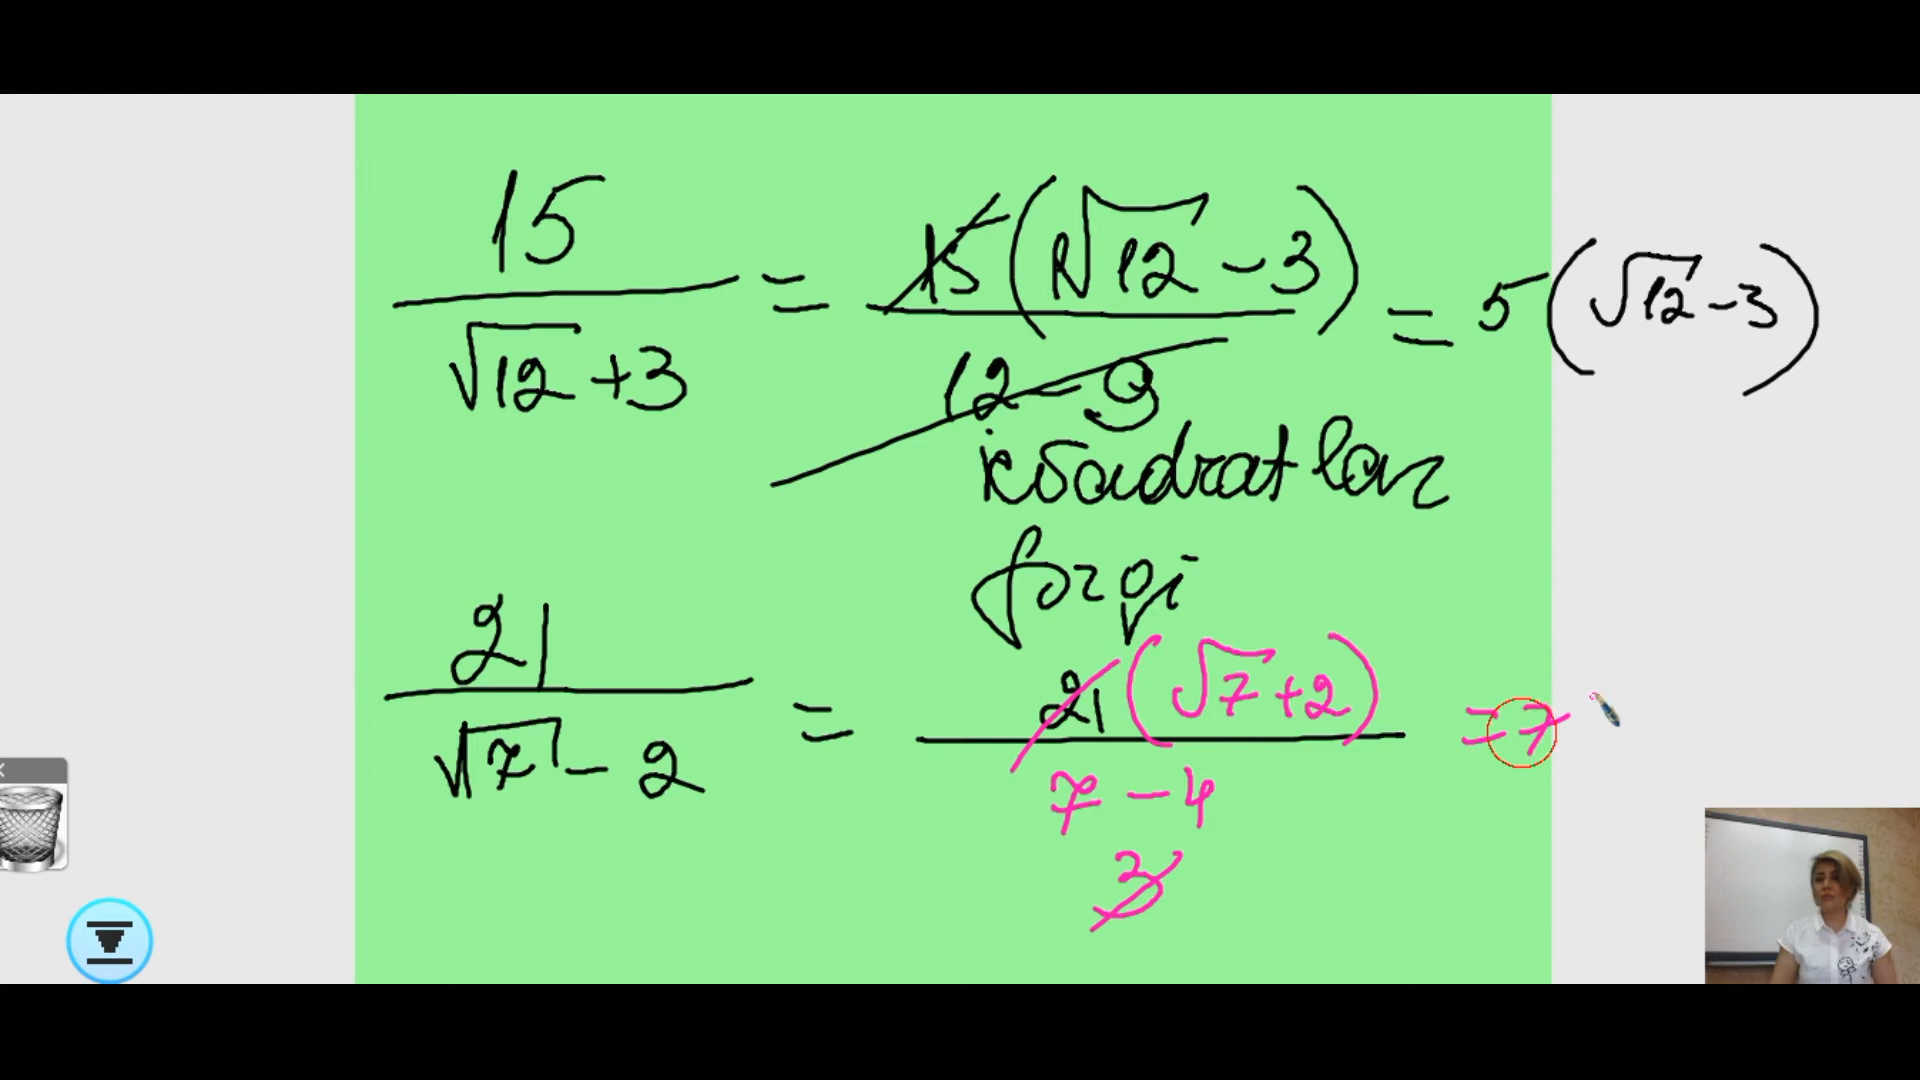 15/(√12+3) = 15(√12-3)/(12-9) = 5(√12-3)
kvadratlar
farqi
21/(√7-2) = 21(√7+2)/(7-4) = 7
3